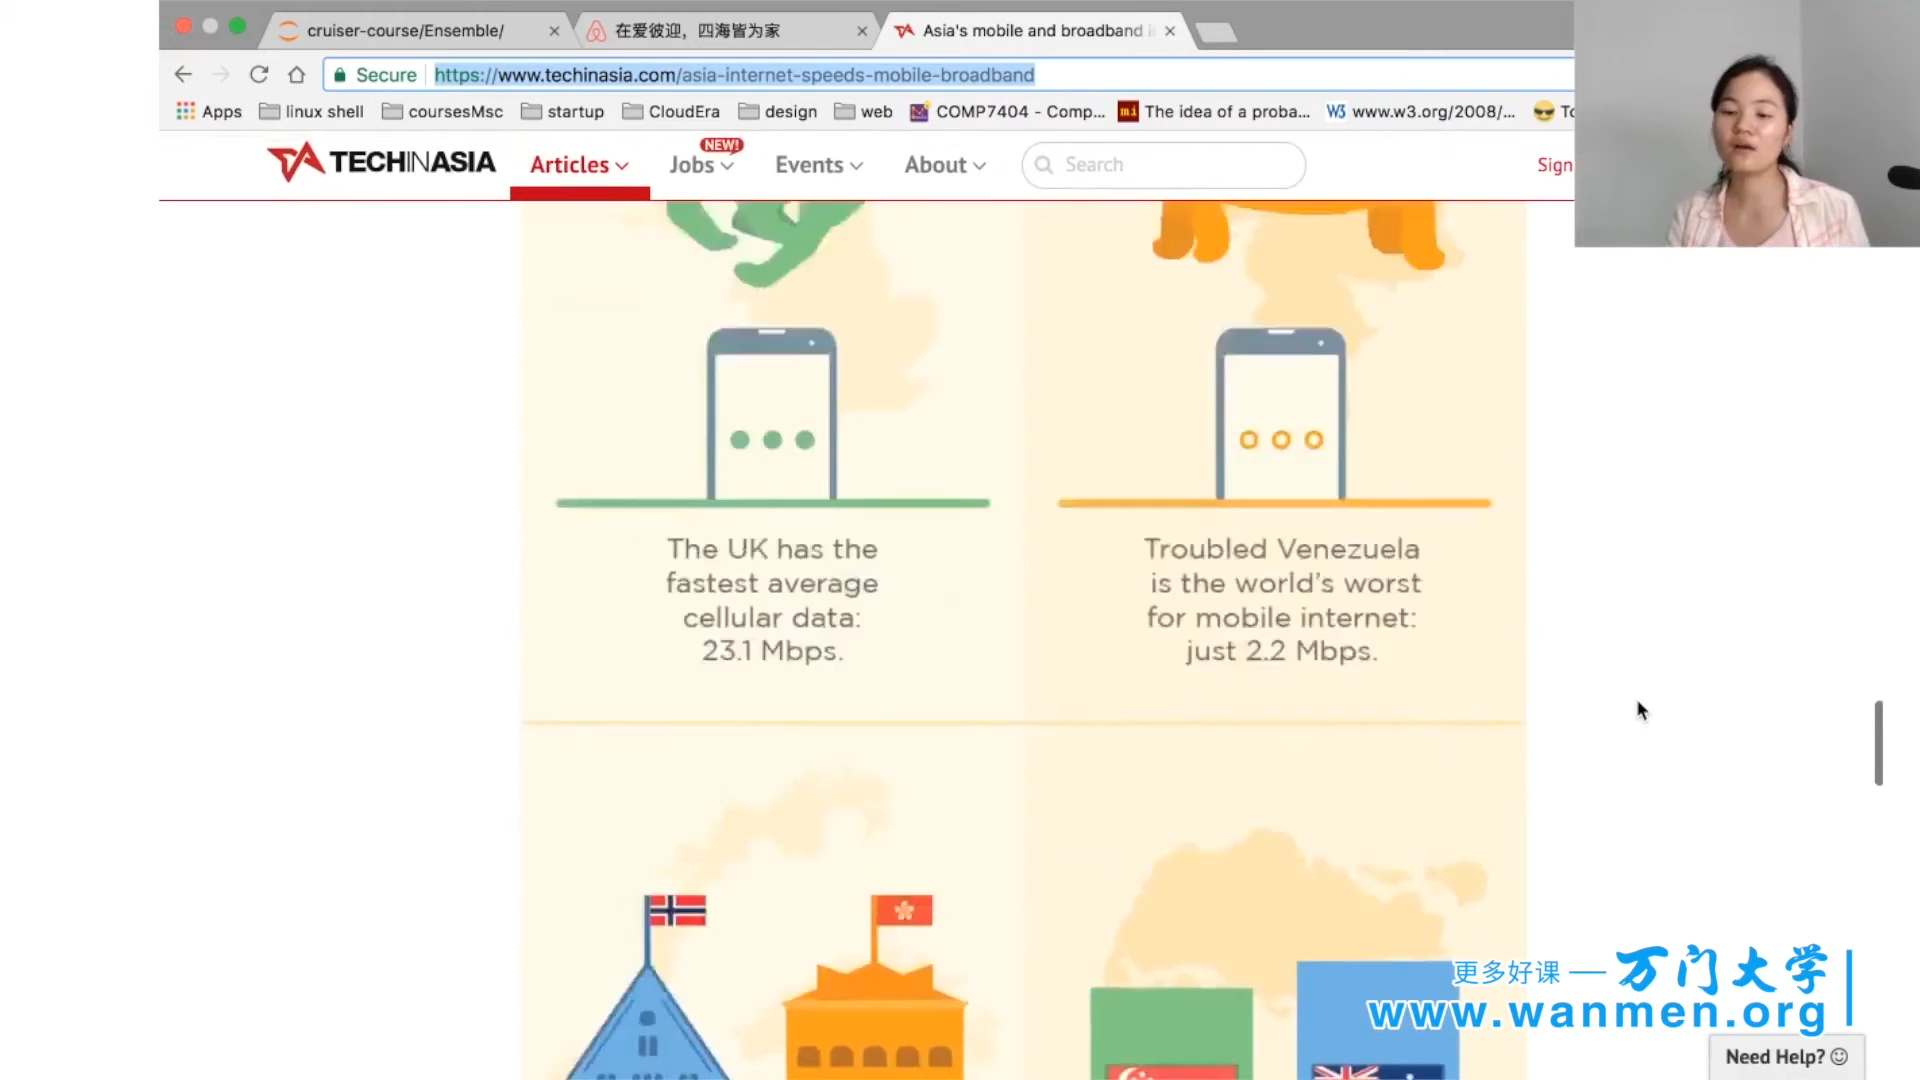 cruiser-course/Ensemble/
在爱彼迎，四海皆为家
Asia's mobile and broadband
Secure
https://www.techinasia.com/asia-internet-speeds-mobile-broadband
Apps
linux shell
coursesMsc
startup
CloudEra
design
web
COMP7404 - Comp...
The idea of a proba...
www.w3.org/2008/...
TECHINASIA
Articles
Jobs
NEW!
Events
About
Search
Sign
The UK has the
fastest average
cellular data:
23.1 Mbps.
Troubled Venezuela
is the world's worst
for mobile internet:
just 2.2 Mbps.
更多好课 — 万门大学
www.wanmen.org
Need Help?